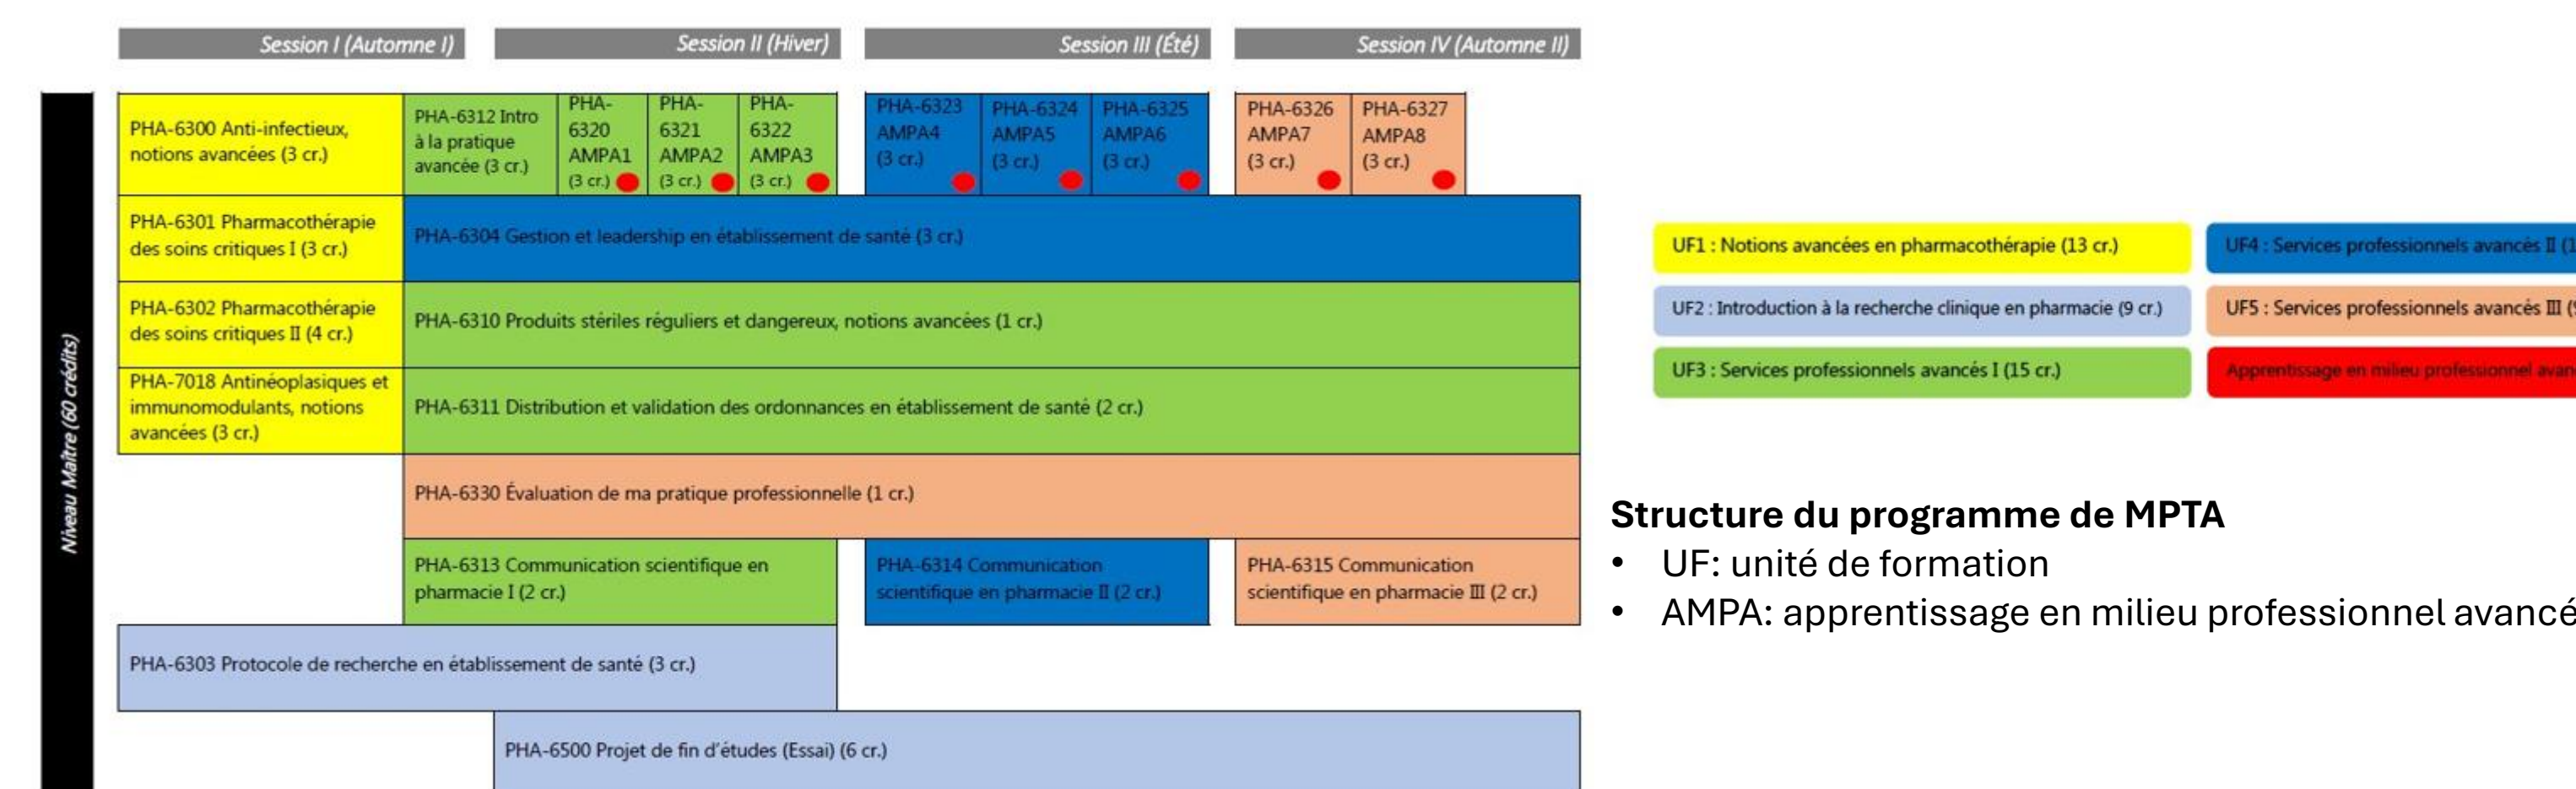 Session I (Automne I)
Session II (Hiver)
Session III (Été)
Session IV (Automne II)
Niveau Maître (60 crédits)
PHA-6300 Anti-infectieux,
notions avancées (3 cr.)
PHA-6312 Intro
à la pratique
avancée (3 cr.)
PHA-
6320
AMPA1
(3 cr.)
PHA-
6321
AMPA2
(3 cr.)
PHA-
6322
AMPA3
(3 cr.)
PHA-6323
AMPA4
(3 cr.)
PHA-6324
AMPA5
(3 cr.)
PHA-6325
AMPA6
(3 cr.)
PHA-6326
AMPA7
(3 cr.)
PHA-6327
AMPA8
(3 cr.)
PHA-6301 Pharmacothérapie
des soins critiques I (3 cr.)
PHA-6304 Gestion et leadership en établissement de santé (3 cr.)
PHA-6302 Pharmacothérapie
des soins critiques II (4 cr.)
PHA-6310 Produits stériles réguliers et dangereux, notions avancées (1 cr.)
PHA-7018 Antinéoplasiques et
immunomodulants, notions
avancées (3 cr.)
PHA-6311 Distribution et validation des ordonnances en établissement de santé (2 cr.)
PHA-6330 Évaluation de ma pratique professionnelle (1 cr.)
PHA-6313 Communication scientifique en
pharmacie I (2 cr.)
PHA-6314 Communication
scientifique en pharmacie II (2 cr.)
PHA-6315 Communication
scientifique en pharmacie III (2 cr.)
PHA-6303 Protocole de recherche en établissement de santé (3 cr.)
PHA-6500 Projet de fin d'études (Essai) (6 cr.)
UF1 : Notions avancées en pharmacothérapie (13 cr.)
UF4 : Services professionnels avancés II (1
UF2 : Introduction à la recherche clinique en pharmacie (9 cr.)
UF5 : Services professionnels avancés III
UF3 : Services professionnels avancés I (15 cr.)
Apprentissage en milieu professionnel avan
Structure du programme de MPTA
• UF: unité de formation
• AMPA: apprentissage en milieu professionnel avancé